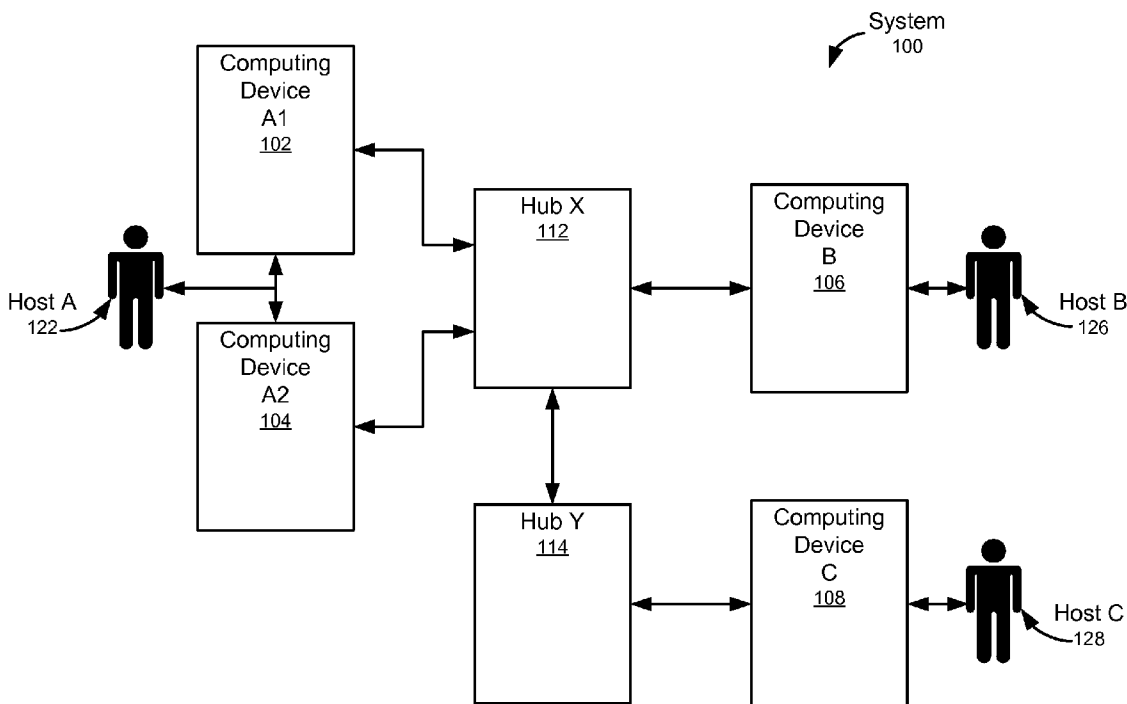 System
100
Computing
Device
A1
102
Hub X
112
Computing
Device
B
106
Host A
122
Host B
126
Computing
Device
A2
104
Hub Y
114
Computing
Device
C
108
Host C
128